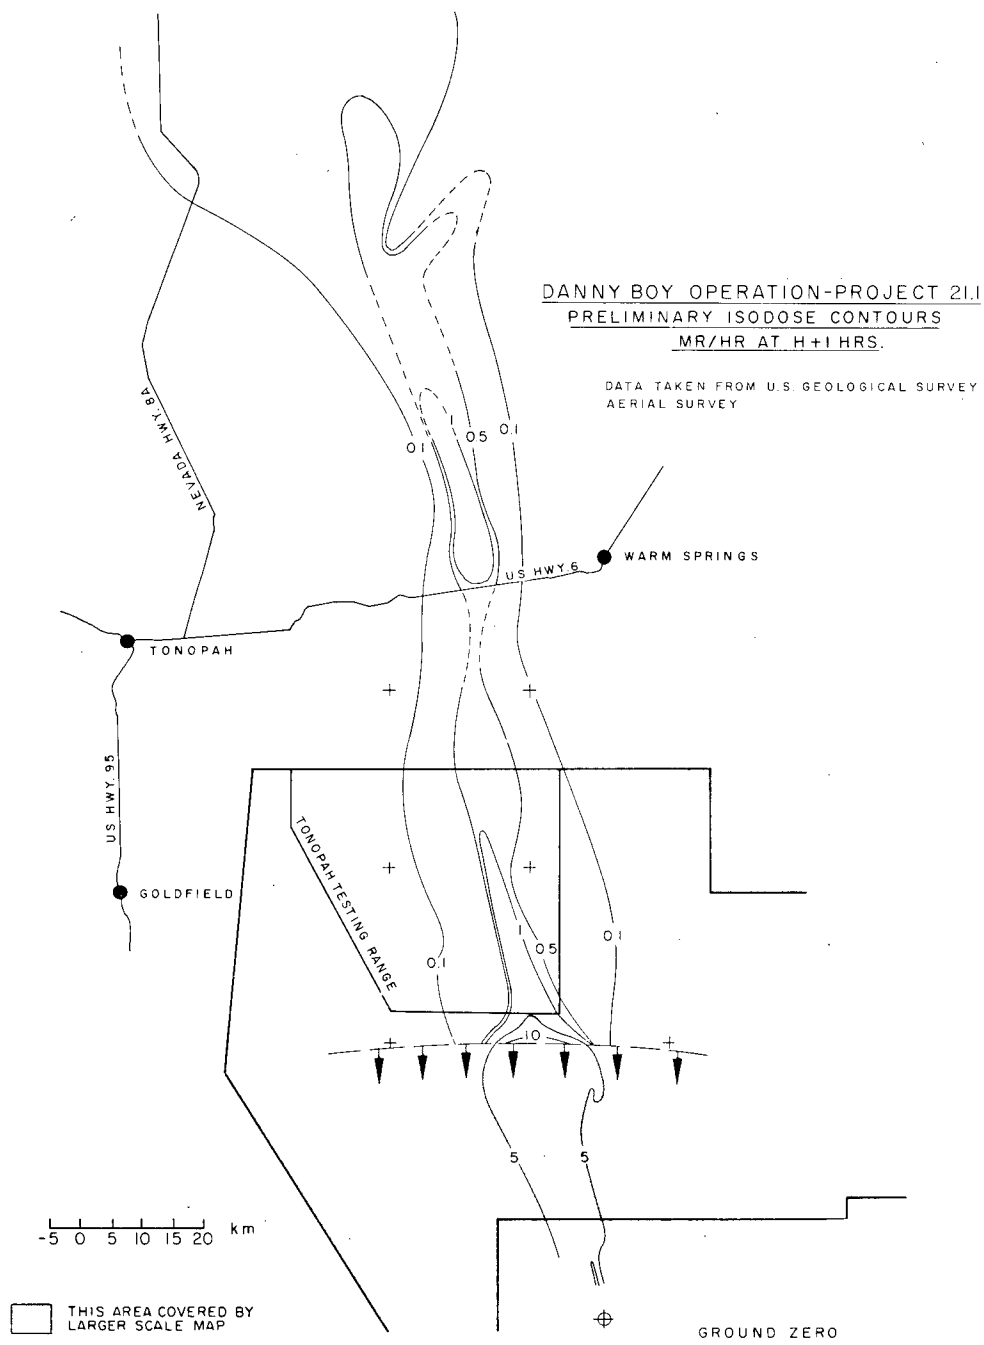 DANNY BOY OPERATION-PROJECT 21.1
PRELIMINARY ISODOSE CONTOURS
MR/HR AT H+1 HRS.
DATA TAKEN FROM U.S. GEOLOGICAL SURVEY
AERIAL SURVEY
NEVADA HWY. 8A
0.1
1
0.5
0.1
WARM SPRINGS
US HWY. 6
TONOPAH
US HWY. 95
TONOPAH TESTING RANGE
GOLDFIELD
1
0.5
0.1
0.1
10
5
5
-5 0 5 10 15 20 km
THIS AREA COVERED BY
LARGER SCALE MAP
GROUND ZERO